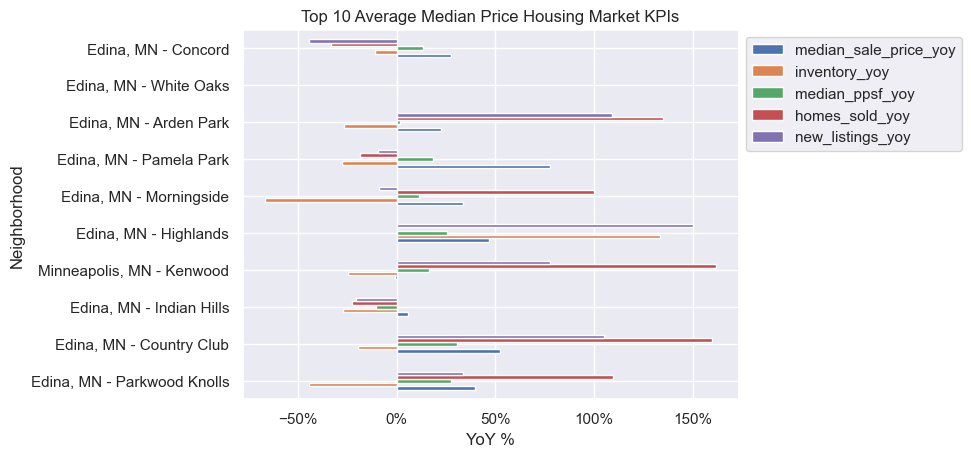 Top 10 Average Median Price Housing Market KPIs
Neighborhood
Edina, MN - Concord
Edina, MN - White Oaks
Edina, MN - Arden Park
Edina, MN - Pamela Park
Edina, MN - Morningside
Edina, MN - Highlands
Minneapolis, MN - Kenwood
Edina, MN - Indian Hills
Edina, MN - Country Club
Edina, MN - Parkwood Knolls
−50%
0%
50%
100%
150%
YoY %
median_sale_price_yoy
inventory_yoy
median_ppsf_yoy
homes_sold_yoy
new_listings_yoy